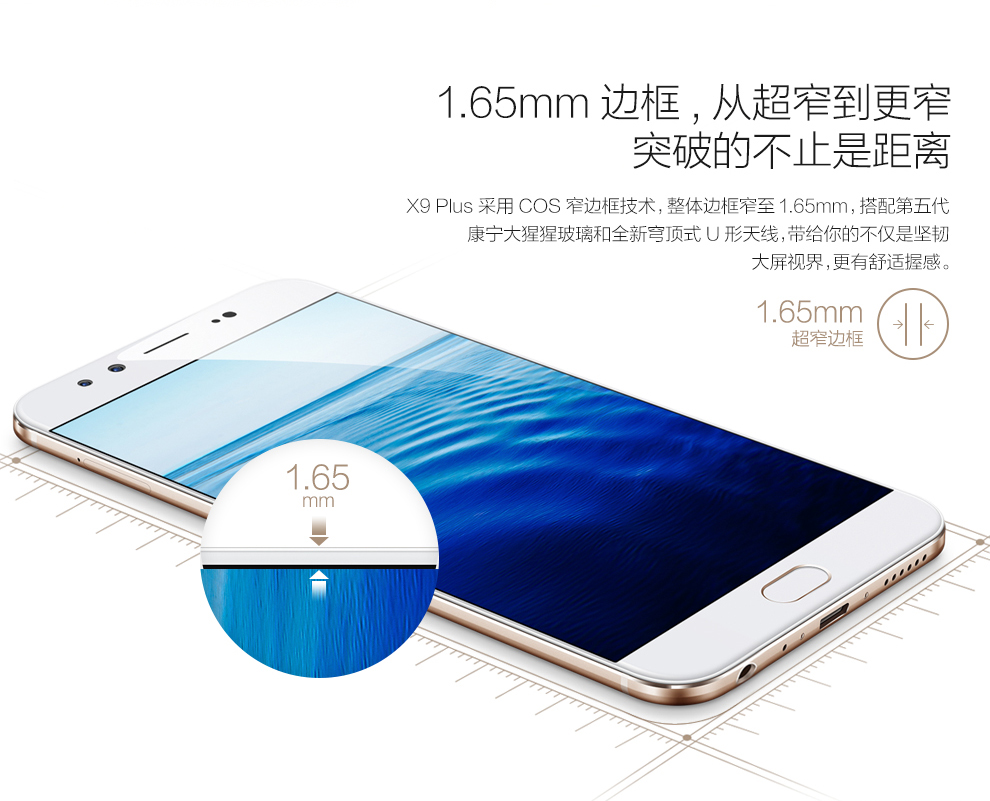 1.65mm 边框，从超窄到更窄
突破的不止是距离
X9 Plus 采用 COS 窄边框技术，整体边框窄至 1.65mm，搭配第五代
康宁大猩猩玻璃和全新穹顶式 U 形天线，带给你的不仅是坚韧
大屏视界，更有舒适握感。
1.65mm
超窄边框
1.65
mm